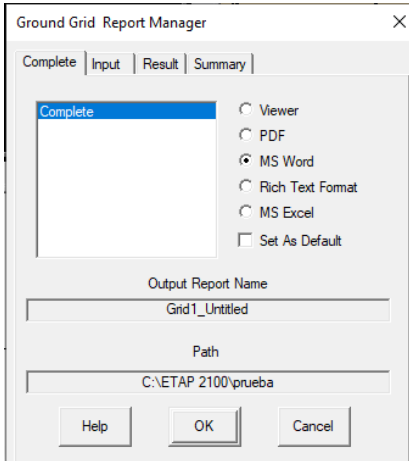 Ground Grid Report Manager
Complete Input Result Summary
Complete
Viewer
PDF
MS Word
Rich Text Format
MS Excel
Set As Default
Output Report Name
Grid1_Untitled
Path
C:\ETAP 2100\prueba
Help OK Cancel